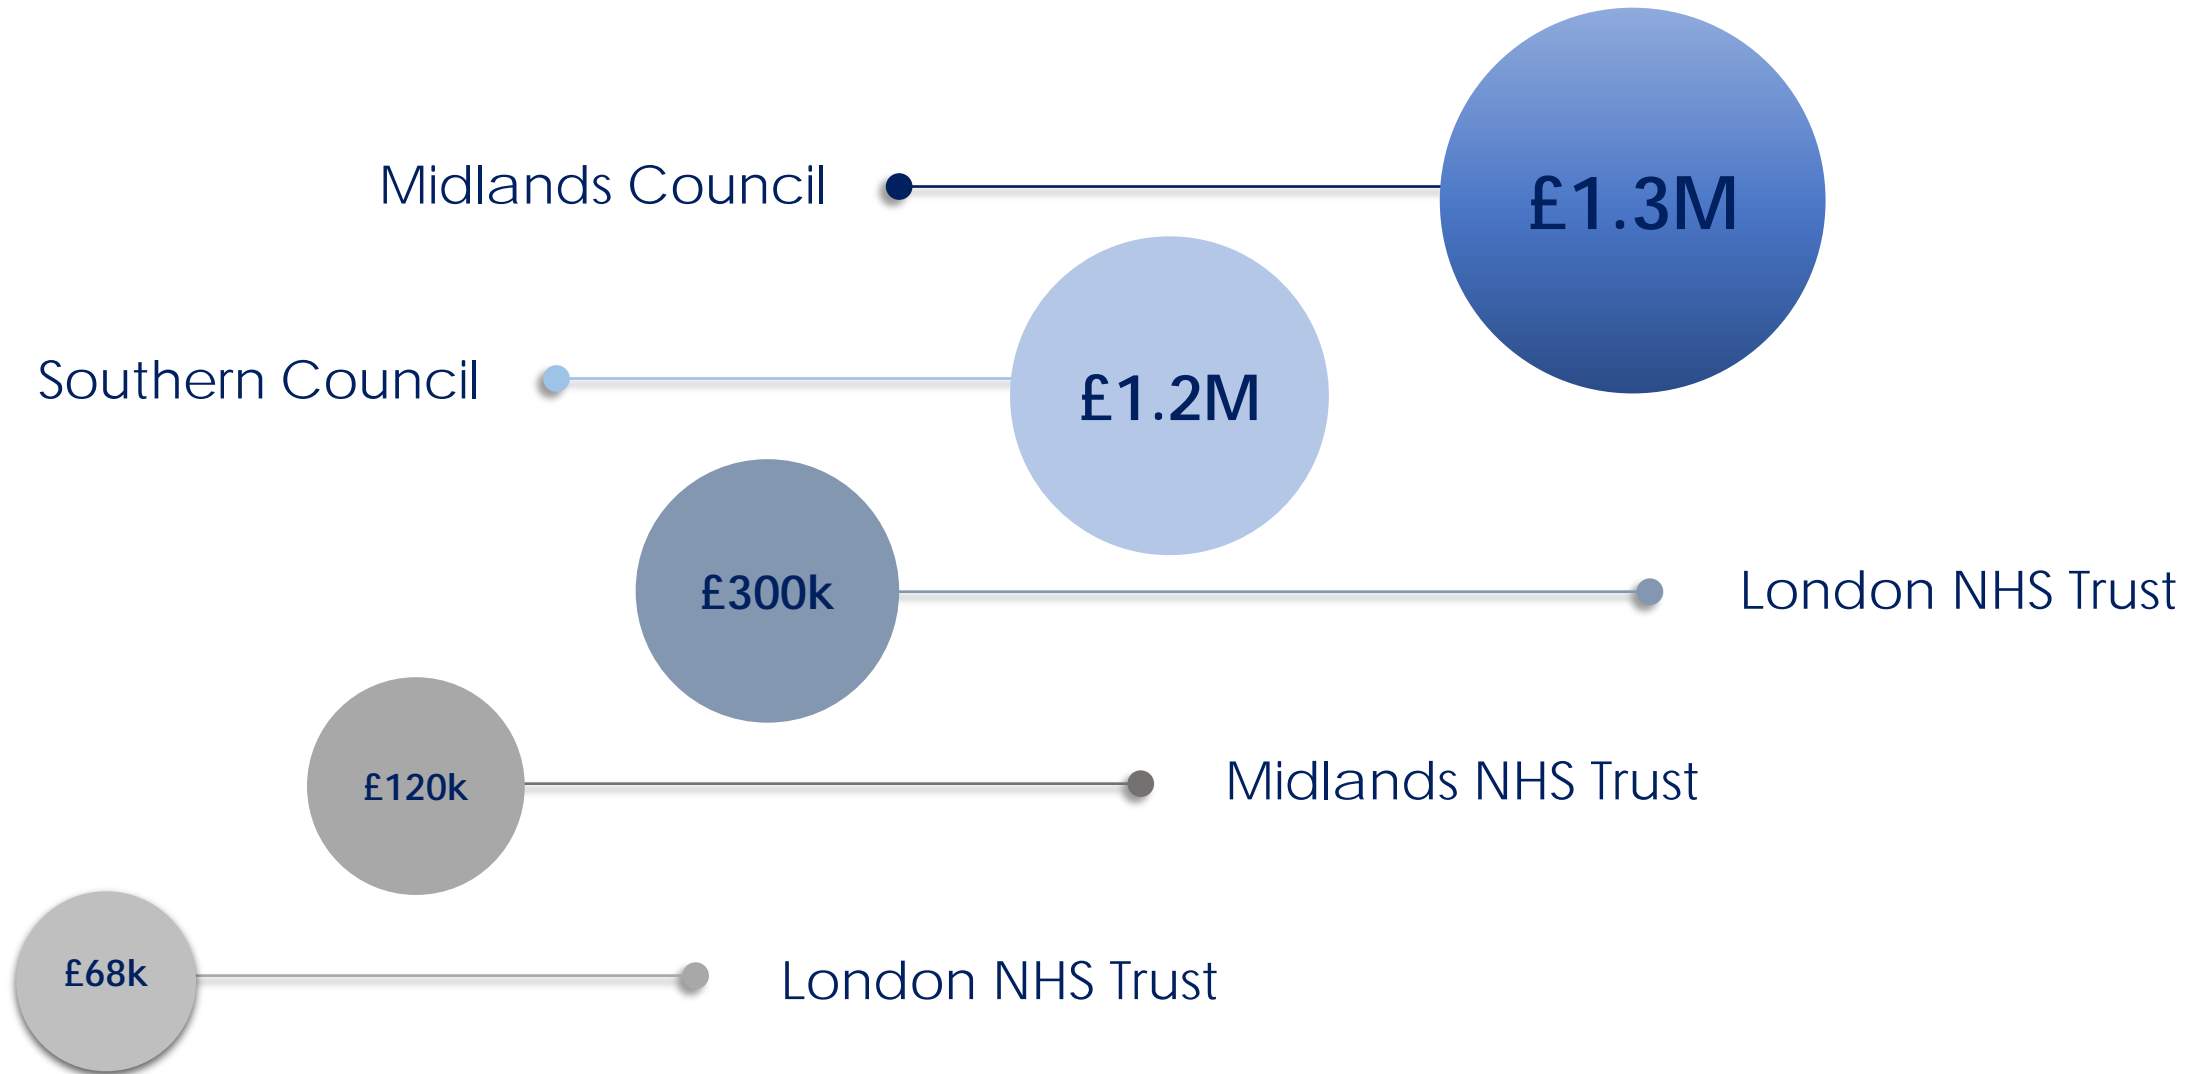 Midlands Council
£1.3M
Southern Council
£1.2M
£300k
London NHS Trust
£120k
Midlands NHS Trust
£68k
London NHS Trust